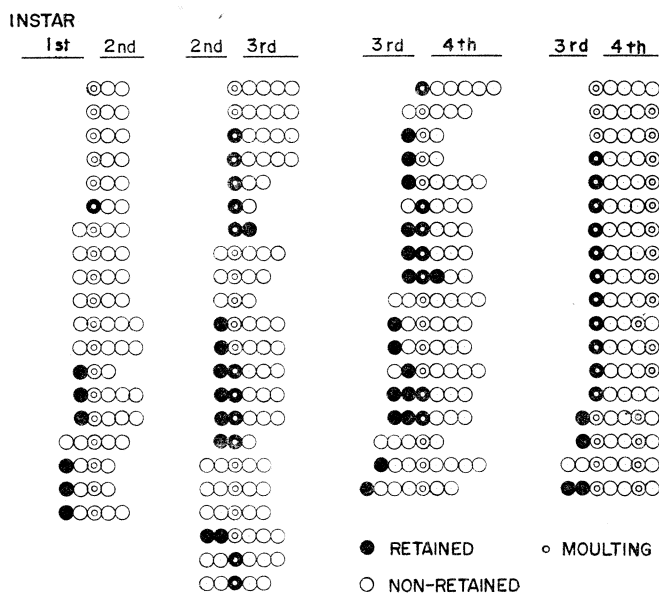 INSTAR
1st 2nd 2nd 3rd 3rd 4th 3rd 4th
RETAINED MOULTING
NON-RETAINED